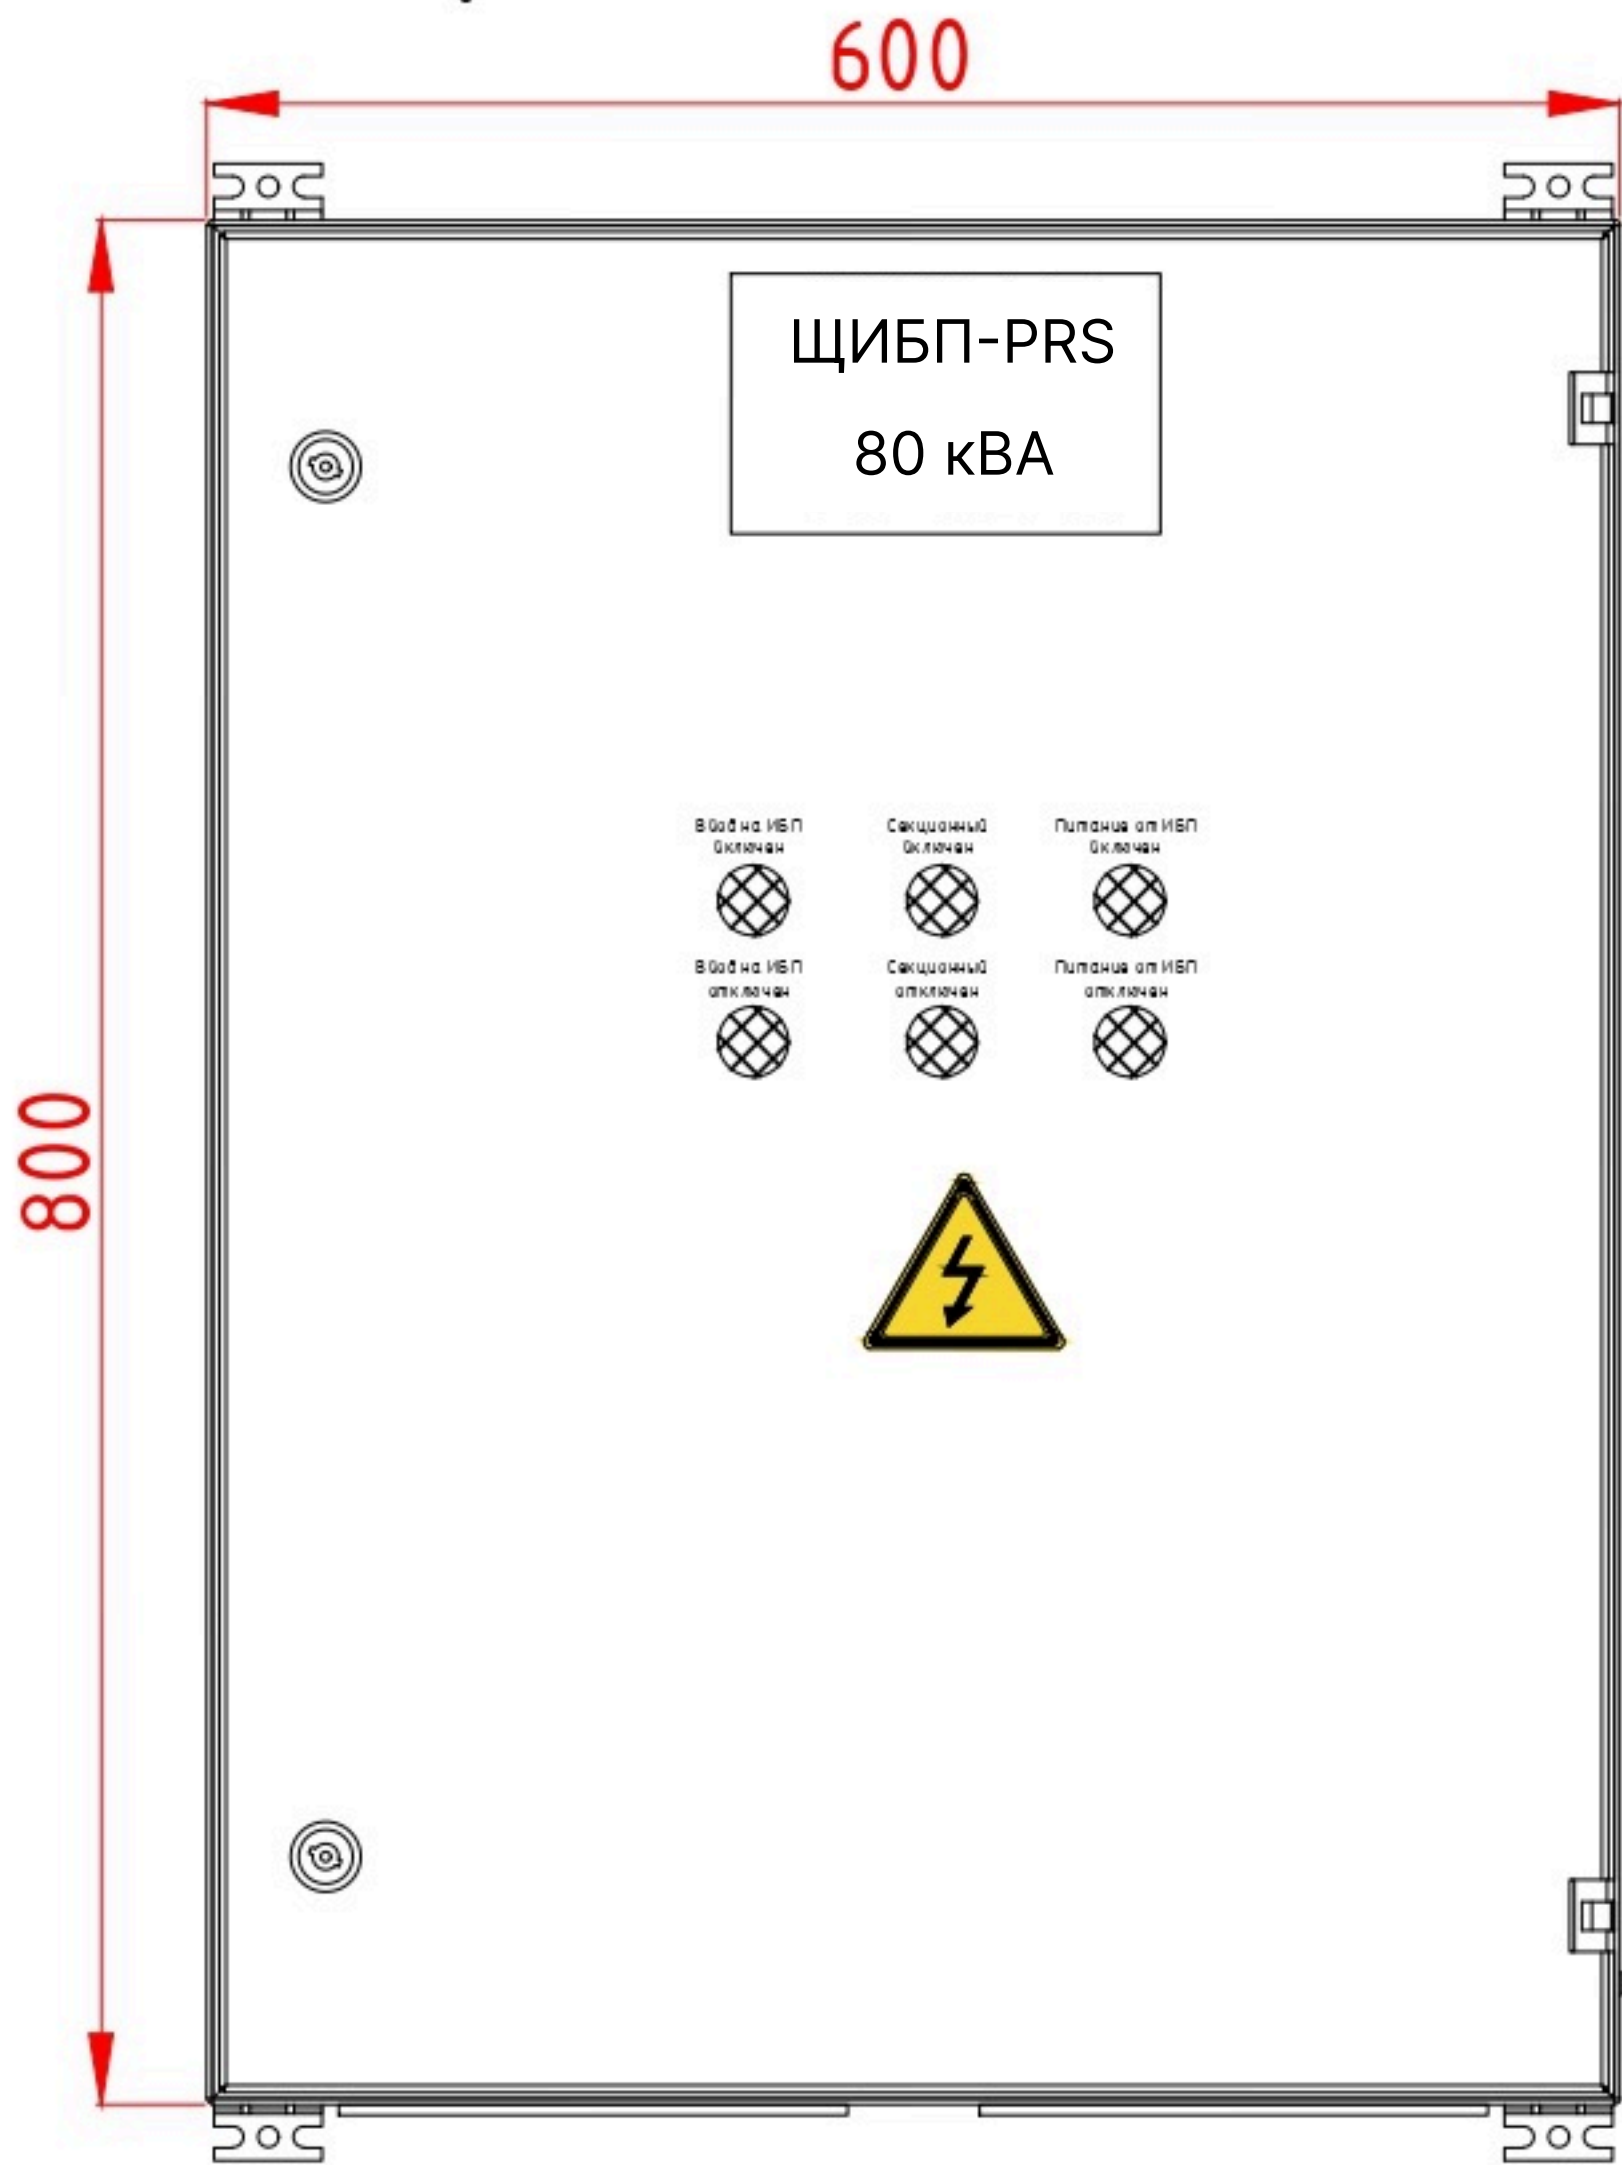 600
ЩИБП-PRS
80 кВА
Ввод на ИБП
включен
Секционный
включен
Питание от ИБП
включен
Ввод на ИБП
отключен
Секционный
отключен
Питание от ИБП
отключен
800